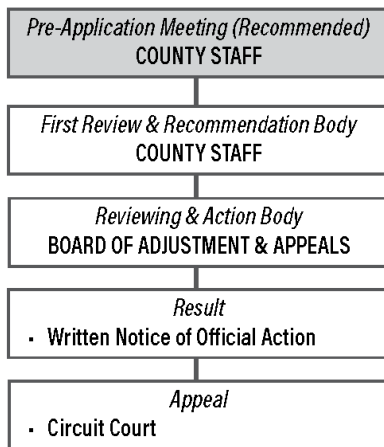 Pre-Application Meeting (Recommended)
COUNTY STAFF
First Review & Recommendation Body
COUNTY STAFF
Reviewing & Action Body
BOARD OF ADJUSTMENT & APPEALS
Result
▪ Written Notice of Official Action
Appeal
▪ Circuit Court